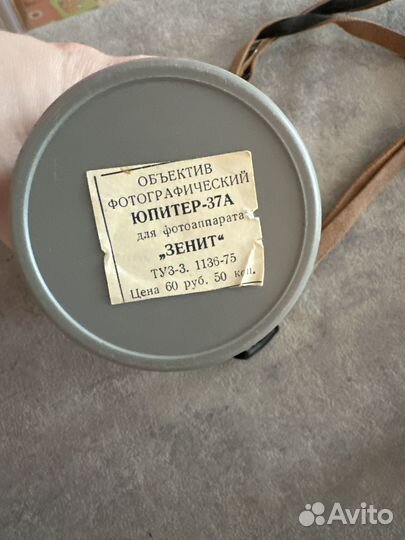 ОБЪЕКТИВ
ФОТОГРАФИЧЕСКИЙ
ЮПИТЕР-37А
для фотоаппарата
„ЗЕНИТ“
ТУЗ-3. 1136-75
Цена 60 руб. 50 коп.
Avito